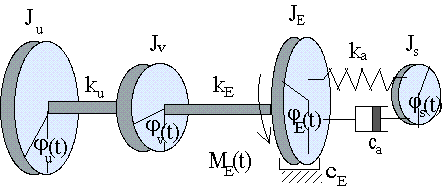 J_u
J_v
J_E
J_s
k_u
k_E
k_a
φ_u(t)
φ_v(t)
φ_E(t)
φ_s(t)
M_E(t)
c_E
c_a